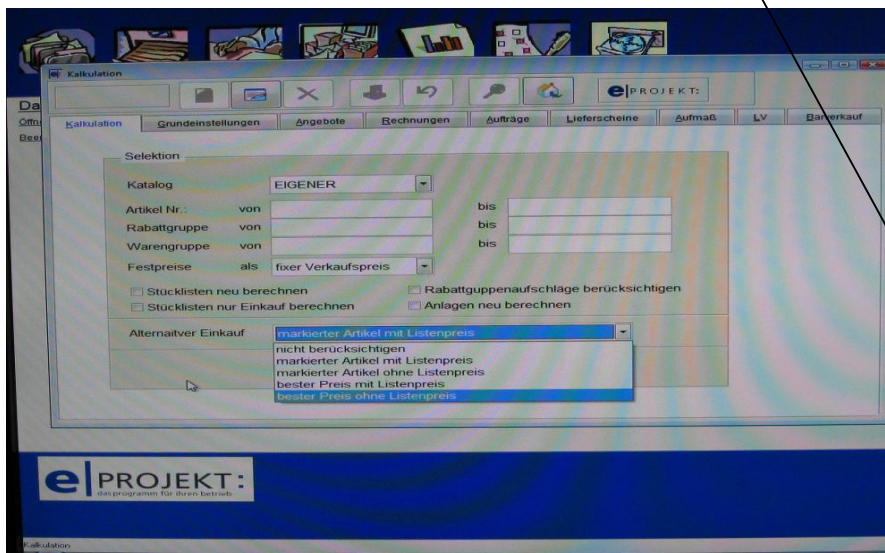 Kalkulation
e PROJEKT:
Da
Öffn
Been
Kalkulation Grundeinstellungen Angebote Rechnungen Aufträge Lieferscheine Aufmaß LV Barverkauf
Selektion
Katalog EIGENER
Artikel Nr.: von bis
Rabattgruppe von bis
Warengruppe von bis
Festpreise als fixer Verkaufspreis
Stücklisten neu berechnen Rabattguppenaufschläge berücksichtigen
Stücklisten nur Einkauf berechnen Anlagen neu berechnen
Alternaitver Einkauf markierter Artikel mit Listenpreis
nicht berücksichtigen
markierter Artikel mit Listenpreis
markierter Artikel ohne Listenpreis
bester Preis mit Listenpreis
bester Preis ohne Listenpreis
e PROJEKT:
das programm für ihren betrieb
Kalkulation